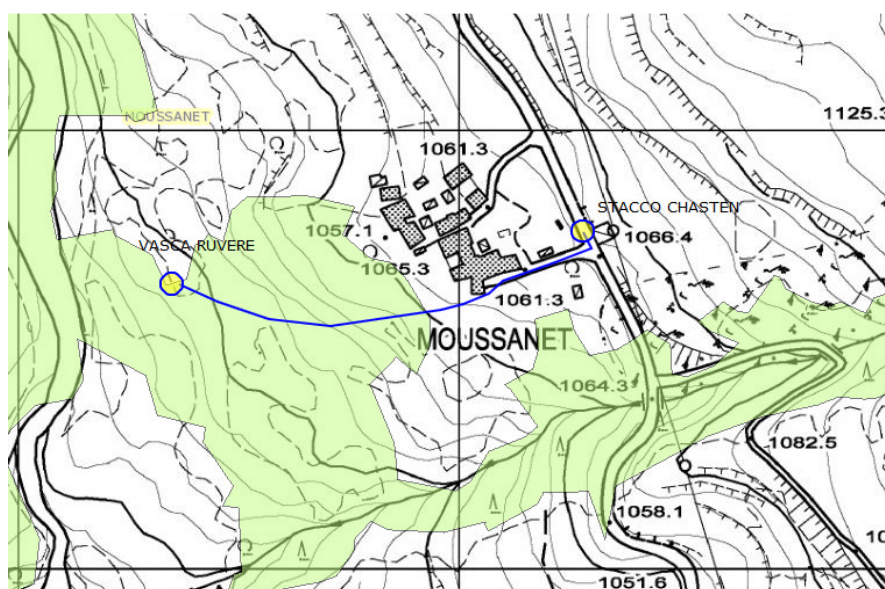 1125.3
MOUSSANET
1061.3
STACCO CHASTEN
1057.1
1066.4
VASCA RUVERE
1065.3
1061.3
MOUSSANET
1064.3
1082.5
1058.1
1051.6